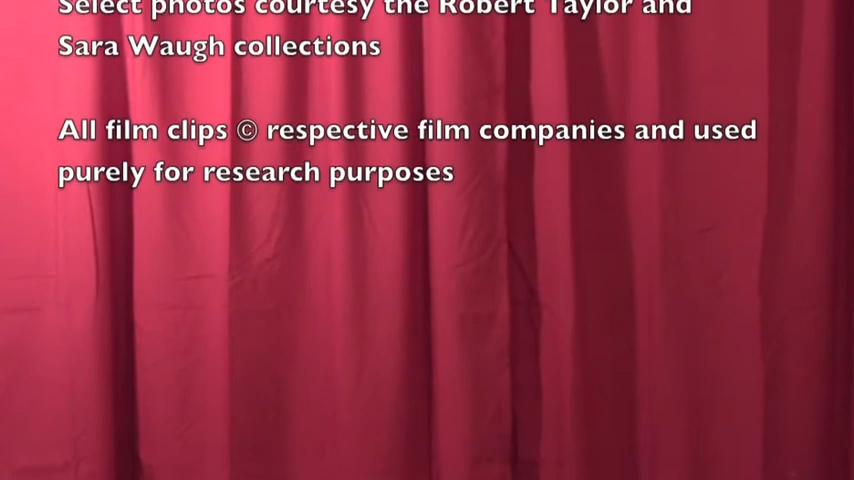 Select photos courtesy the Robert Taylor and
Sara Waugh collections
All film clips © respective film companies and used
purely for research purposes